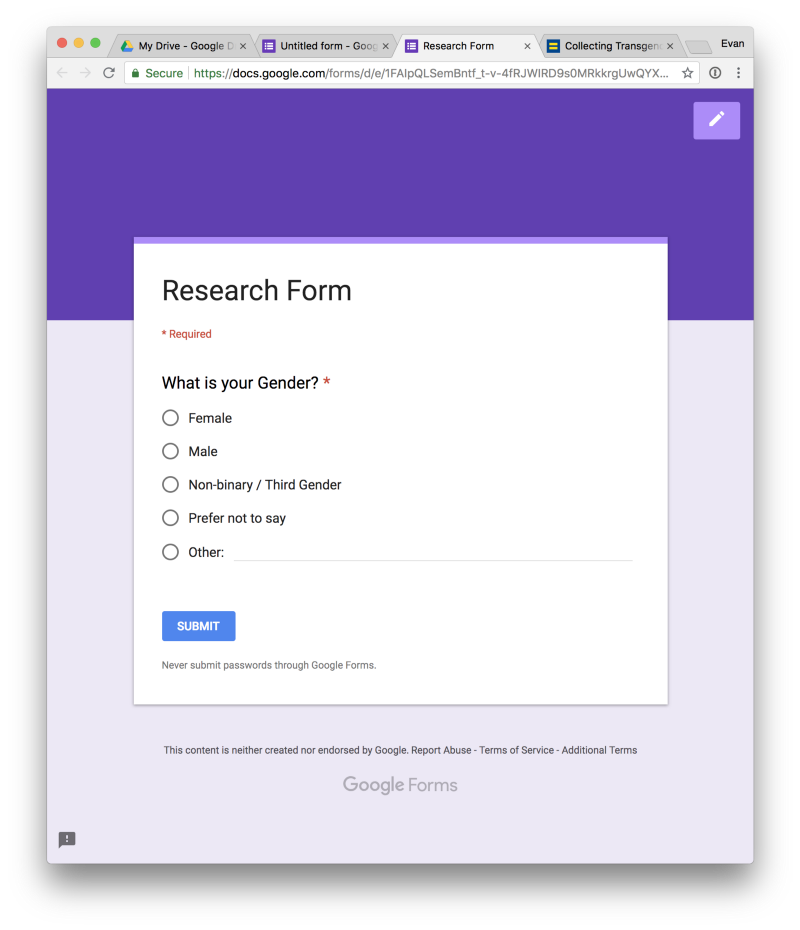 My Drive - Google D
Untitled form - Goog
Research Form
Collecting Transgen
Evan
Secure
https://docs.google.com/forms/d/e/1FAIpQLSemBntf_t-v-4fRJWIRD9s0MRkkrgUwQYX...
Research Form
* Required
What is your Gender? *
Female
Male
Non-binary / Third Gender
Prefer not to say
Other:
SUBMIT
Never submit passwords through Google Forms.
This content is neither created nor endorsed by Google. Report Abuse - Terms of Service - Additional Terms
Google Forms